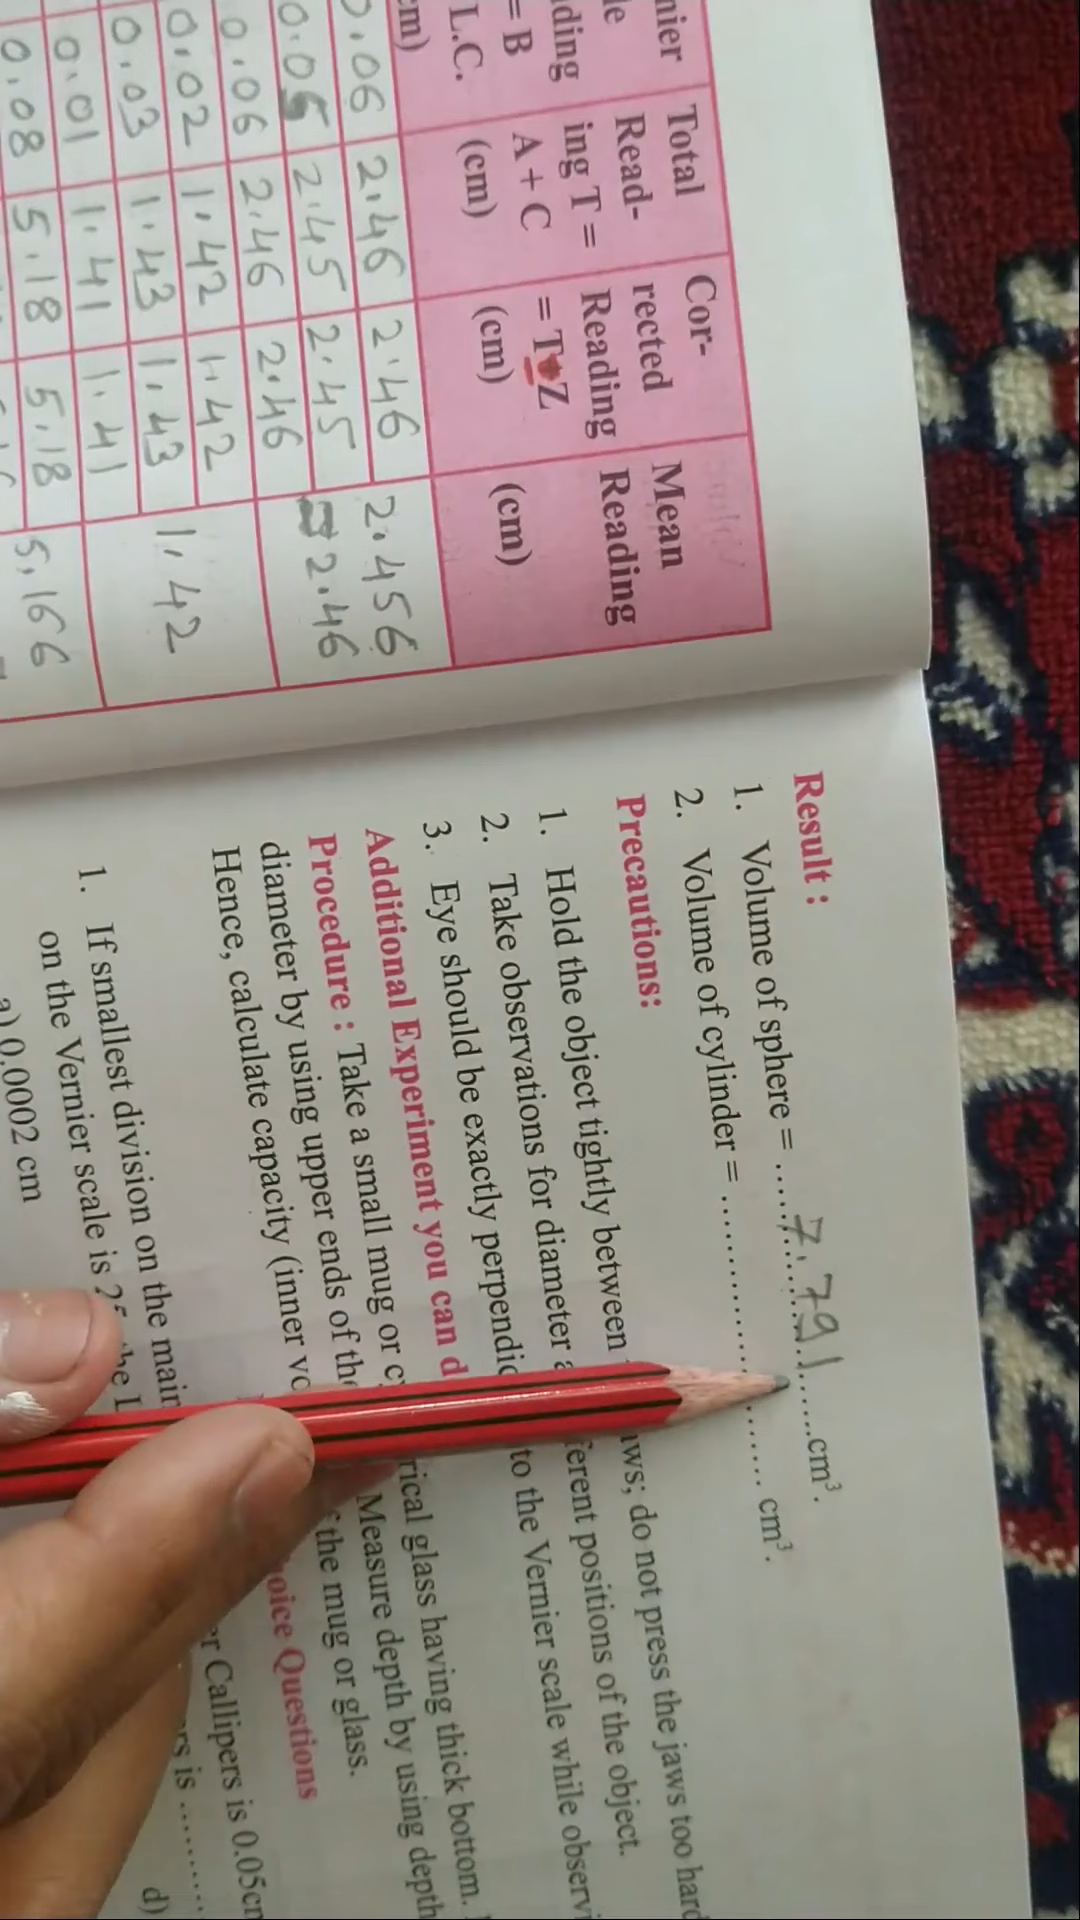 nier Total Cor- Mean
le Read- rected Reading
ding ing T = Reading
= B A + C = T Z
L.C. (cm) (cm) (cm)
cm)
0.06 2.46 2.46 2.456
0.05 2.45 2.45 2.46
0.06 2.46 2.46
0.02 1.42 1.42
0.03 1.43 1.43 1.42
0.01 1.41 1.41
0.08 5.18 5.18 5.166
Result :
1. Volume of sphere = ......7.791......cm³.
2. Volume of cylinder = ........................ cm³.
Precautions:
1. Hold the object tightly between jaws; do not press the jaws too hard
2. Take observations for diameter ferent positions of the object.
3. Eye should be exactly perpendic to the Vernier scale while observi
Additional Experiment you can d
Procedure : Take a small mug or c rical glass having thick bottom.
diameter by using upper ends of the Measure depth by using depth
Hence, calculate capacity (inner vo f the mug or glass.
oice Questions
1. If smallest division on the main er Callipers is 0.05cm
on the Vernier scale is 25 the rs is ........
a) 0.0002 cm d)